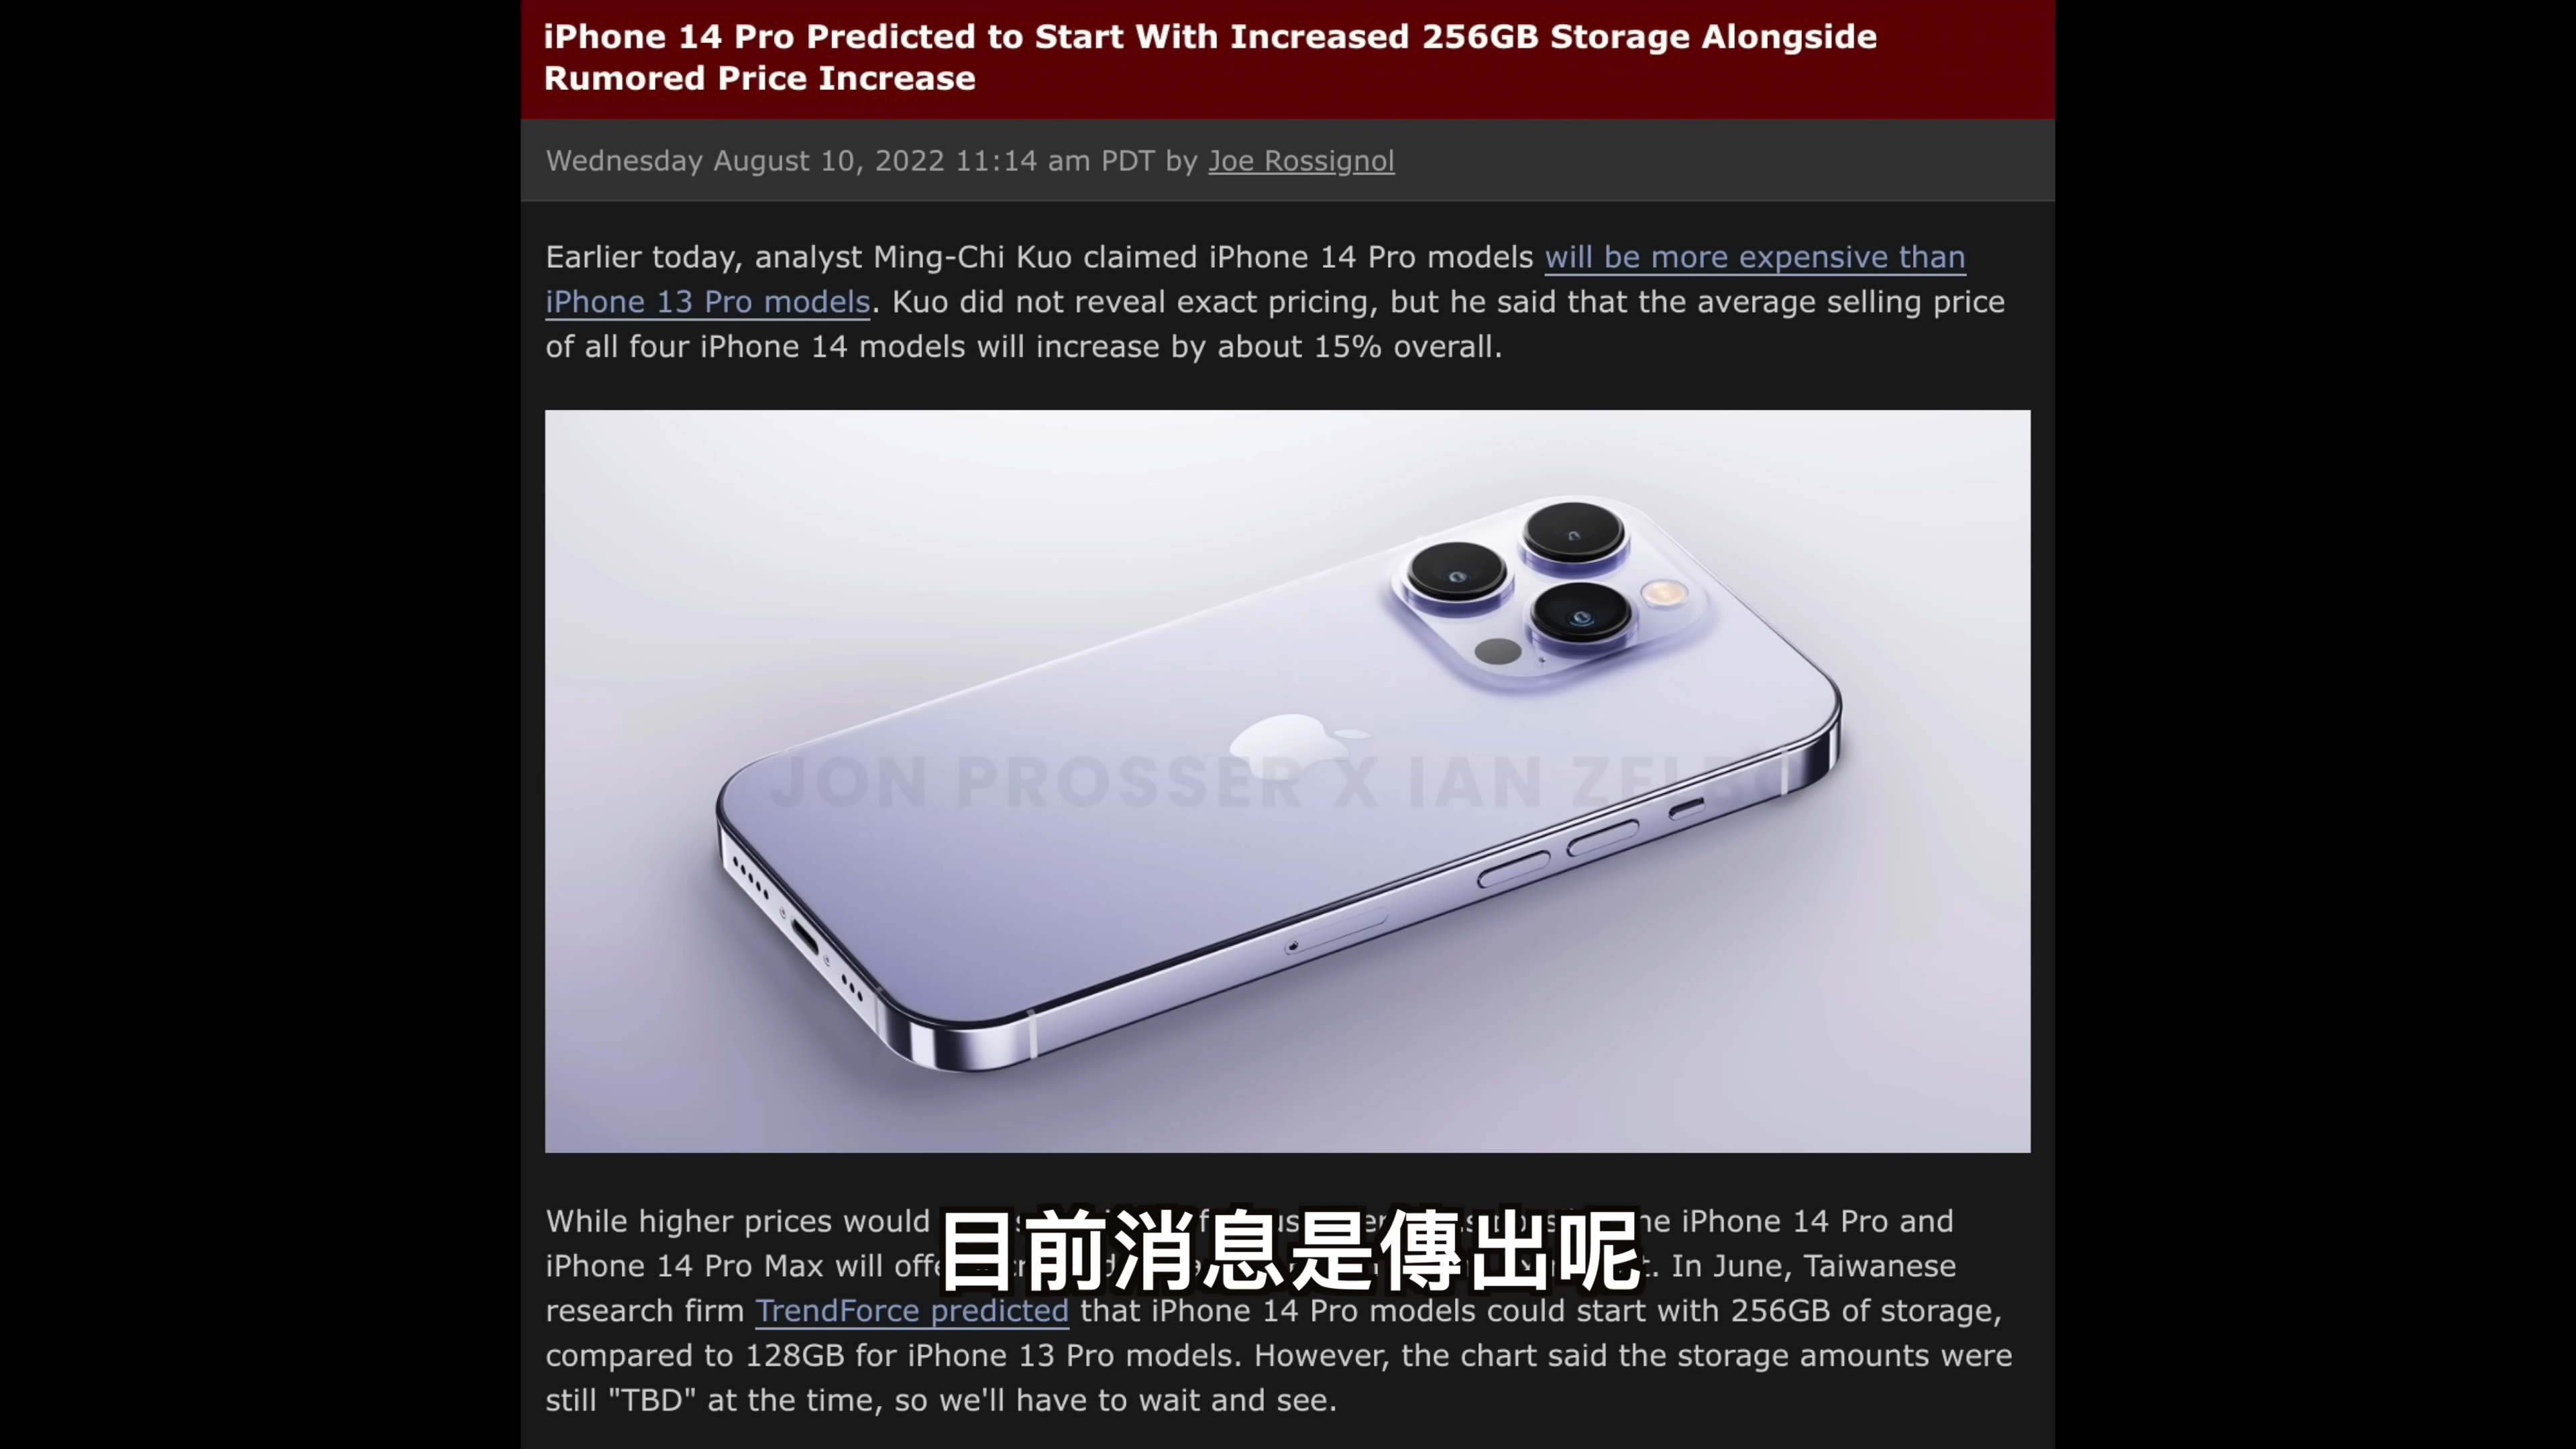 iPhone 14 Pro Predicted to Start With Increased 256GB Storage Alongside
Rumored Price Increase
Wednesday August 10, 2022 11:14 am PDT by Joe Rossignol
Earlier today, analyst Ming-Chi Kuo claimed iPhone 14 Pro models will be more expensive than
iPhone 13 Pro models. Kuo did not reveal exact pricing, but he said that the average selling price
of all four iPhone 14 models will increase by about 15% overall.
JON PROSSER X IAN
While higher prices would iPhone 14 Pro and
iPhone 14 Pro Max will In June, Taiwanese
目前消息是傳出呢
research firm TrendForce predicted that iPhone 14 Pro models could start with 256GB of storage,
compared to 128GB for iPhone 13 Pro models. However, the chart said the storage amounts were
still "TBD" at the time, so we'll have to wait and see.